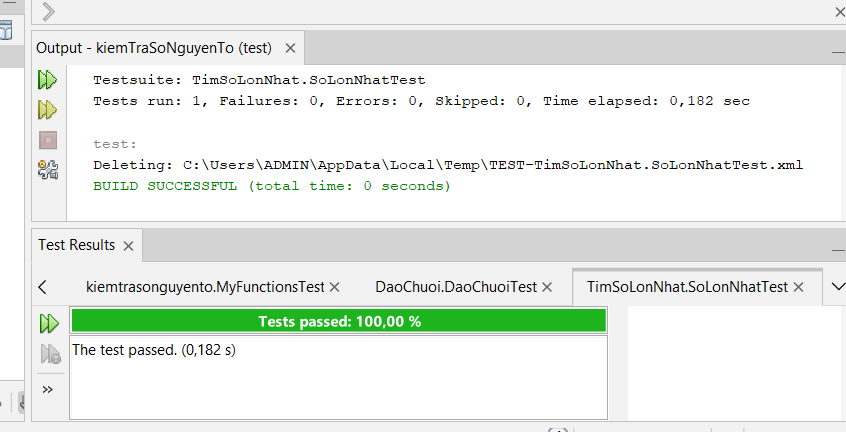 Output - kiemTraSoNguyenTo (test)
Testsuite: TimSoLonNhat.SoLonNhatTest
Tests run: 1, Failures: 0, Errors: 0, Skipped: 0, Time elapsed: 0,182 sec
test:
Deleting: C:\Users\ADMIN\AppData\Local\Temp\TEST-TimSoLonNhat.SoLonNhatTest.xml
BUILD SUCCESSFUL (total time: 0 seconds)
Test Results
kiemtrasonguyento.MyFunctionsTest
DaoChuoi.DaoChuoiTest
TimSoLonNhat.SoLonNhatTest
Tests passed: 100,00 %
The test passed. (0,182 s)